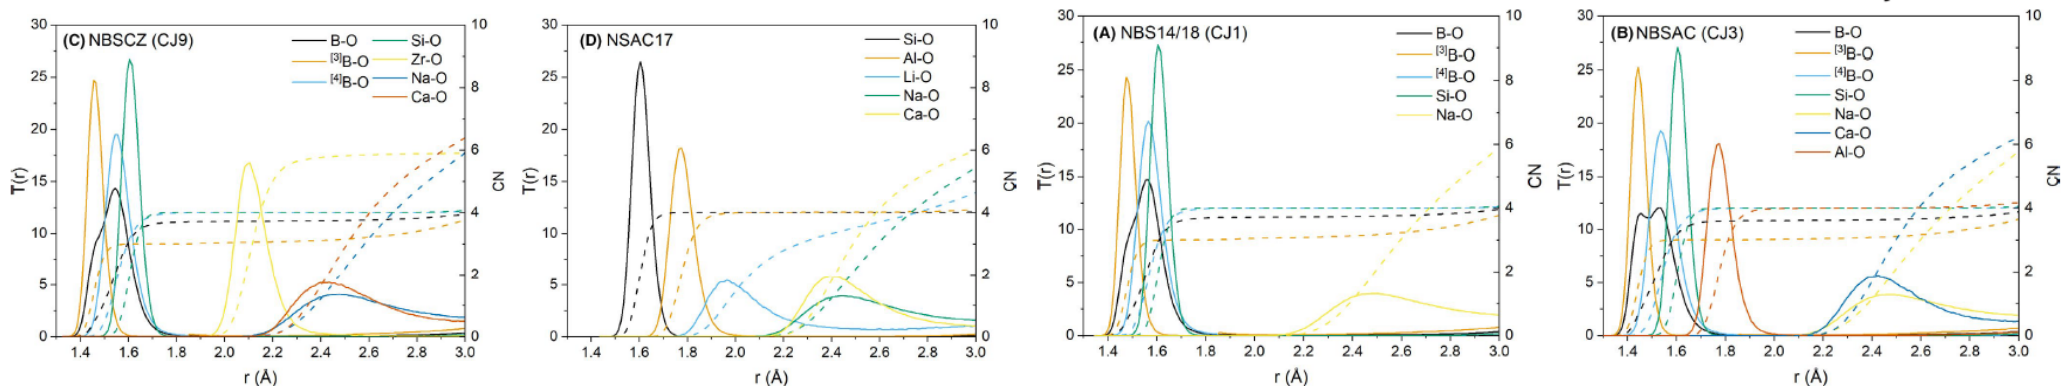 (C) NBSCZ (CJ9)
B-O
[3]B-O
[4]B-O
Si-O
Zr-O
Na-O
Ca-O
30
25
20
15
10
5
0
T(r)
10
8
6
4
2
0
CN
1.4 1.6 1.8 2.0 2.2 2.4 2.6 2.8 3.0
r (Å)
(D) NSAC17
Si-O
Al-O
Li-O
Na-O
Ca-O
30
25
20
15
10
5
0
T(r)
10
8
6
4
2
0
CN
1.4 1.6 1.8 2.0 2.2 2.4 2.6 2.8 3.0
r (Å)
(A) NBS14/18 (CJ1)
B-O
[3]B-O
[4]B-O
Si-O
Na-O
30
25
20
15
10
5
0
T(r)
10
8
6
4
2
0
CN
1.4 1.6 1.8 2.0 2.2 2.4 2.6 2.8 3.0
r (Å)
(B) NBSAC (CJ3)
B-O
[3]B-O
[4]B-O
Si-O
Na-O
Ca-O
Al-O
30
25
20
15
10
5
0
T(r)
10
8
6
4
2
0
CN
1.4 1.6 1.8 2.0 2.2 2.4 2.6 2.8 3.0
r (Å)